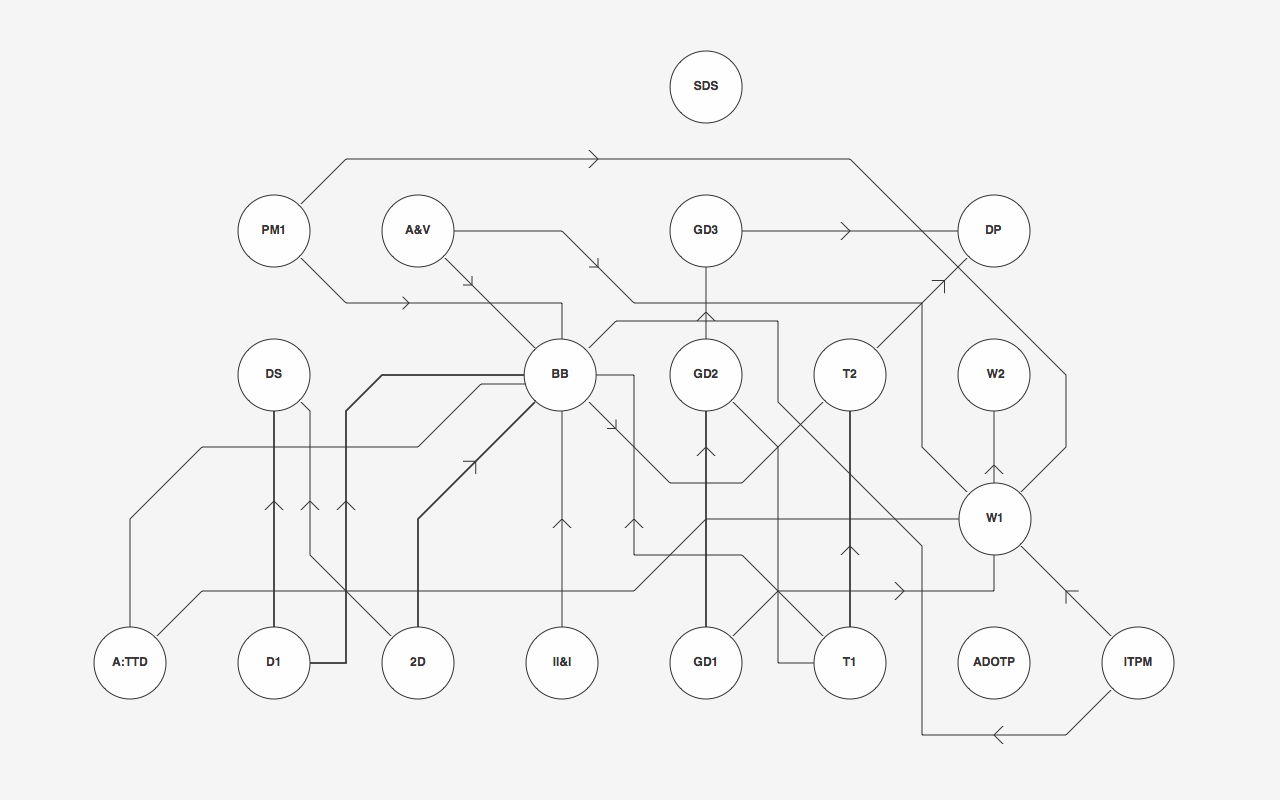 SDS
PM1
A&V
GD3
DP
DS
BB
GD2
T2
W2
W1
A:TTD
D1
2D
II&I
GD1
T1
ADOTP
ITPM